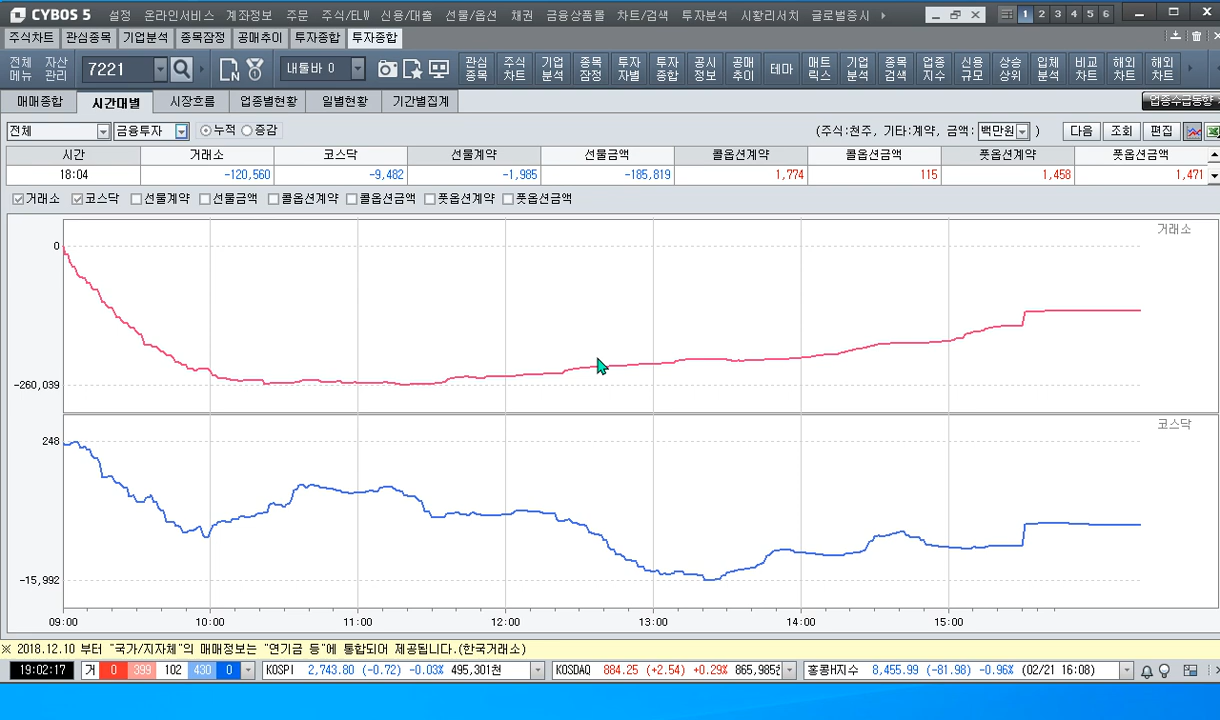 CYBOS 5 설정 온라인서비스 계좌정보 주문 주식/ELW 신용/대출 선물/옵션 채권 금융상품몰 차트/검색 투자분석 시황리서치 글로벌증시 1 2 3 4 5 6
주식차트 관심종목 기업분석 종목잠정 공매추이 투자종합 투자종합
전체 메뉴 자산 관리 7221 내툴바 0 관심 종목 주식 차트 기업 분석 종목 잠정 투자 자별 투자 종합 공시 정보 공매 추이 테마 매트 릭스 기업 분석 종목 검색 업종 지수 신용 규모 상승 상위 입체 분석 비교 차트 해외 차트 해외 차트
매매종합 시간대별 시장흐름 업종별현황 일별현황 기간별집계 업종수급동향
전체 금융투자 누적 증감 (주식:천주, 기타:계약, 금액: 백만원 ) 다음 조회 편집
시간 거래소 코스닥 선물계약 선물금액 콜옵션계약 콜옵션금액 풋옵션계약 풋옵션금액
18:04 -120,560 -9,482 -1,985 -185,819 1,774 115 1,458 1,471
거래소 코스닥 선물계약 선물금액 콜옵션계약 콜옵션금액 풋옵션계약 풋옵션금액
거래소
0
-260,039
코스닥
248
-15,992
09:00 10:00 11:00 12:00 13:00 14:00 15:00
※ 2018.12.10 부터 "국가/지자체"의 매매정보는 "연기금 등"에 통합되어 제공됩니다.(한국거래소)
19:02:17 거 0 399 102 430 0 KOSPI 2,743.80 (-0.72) -0.03% 495,301천 KOSDAQ 884.25 (+2.54) +0.29% 865,985천 홍콩H지수 8,455.99 (-81.98) -0.96% (02/21 16:08)